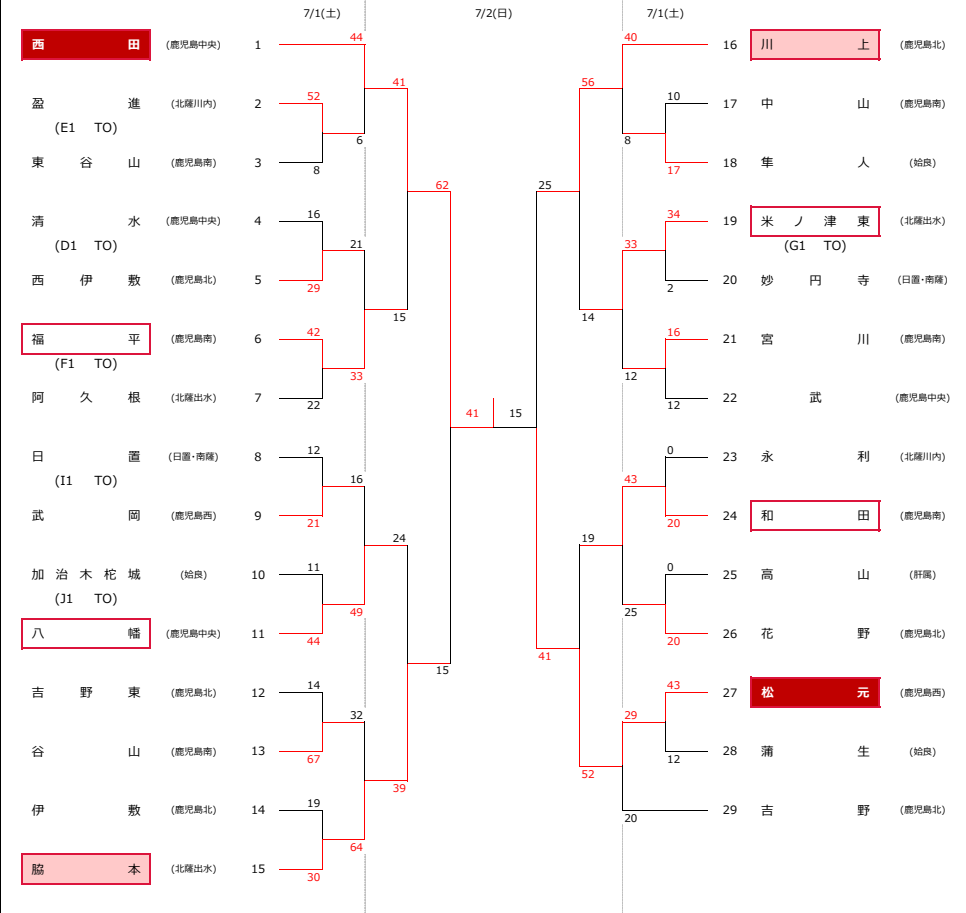 7/1(土) 7/2(日) 7/1(土)
44 40
西田 (鹿児島中央) 1 16 川上 (鹿児島北)
41 56
52 10
盈進 (北薩川内) 2 17 中山 (鹿児島南)
(E1 TO)
6 8
東谷山 (鹿児島南) 3 18 隼人 (姶良)
8 17
62 25
16 34
清水 (鹿児島中央) 4 19 米ノ津東 (北薩出水)
(D1 TO) 21 33 (G1 TO)
西伊敷 (鹿児島北) 5 20 妙円寺 (日置・南薩)
29 2
15 14
42 16
福平 (鹿児島南) 6 21 宮川 (鹿児島南)
(F1 TO)
33 12
阿久根 (北薩出水) 7 22 武 (鹿児島中央)
22 12
41 15
12 0
日置 (日置・南薩) 8 23 永利 (北薩川内)
(I1 TO) 16 43
武岡 (鹿児島西) 9 24 和田 (鹿児島南)
21 20
24 19
11 0
加治木柁城 (姶良) 10 25 高山 (肝属)
(J1 TO)
49 25
八幡 (鹿児島中央) 11 26 花野 (鹿児島北)
44 20
41
15
14 43
吉野東 (鹿児島北) 12 27 松元 (鹿児島西)
32 29
谷山 (鹿児島南) 13 28 蒲生 (姶良)
67 12
52
39
19
伊敷 (鹿児島北) 14 29 吉野 (鹿児島北)
20
64
脇本 (北薩出水) 15
30